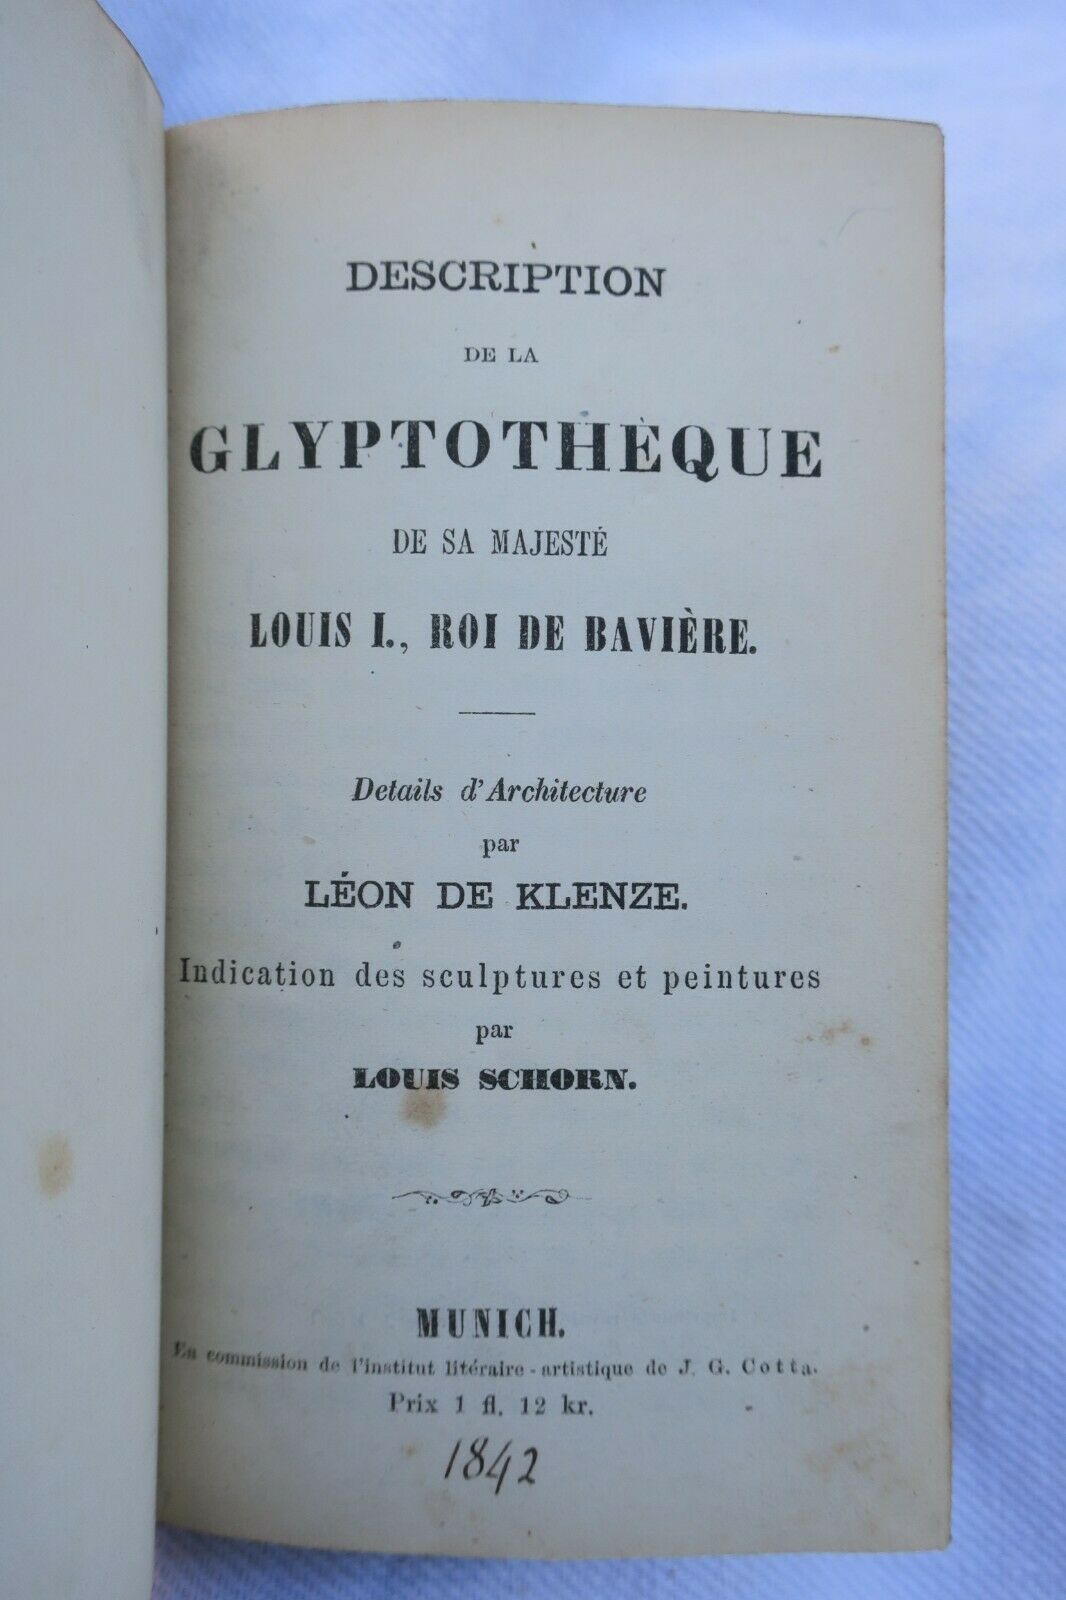 DESCRIPTION
DE LA
GLYPTOTHÈQUE
DE SA MAJESTÉ
LOUIS I., ROI DE BAVIÈRE.
Details d'Architecture
par
LÉON DE KLENZE.
Indication des sculptures et peintures
par
LOUIS SCHORN.
MUNICH.
En commission de l'institut litéraire-artistique de J. G. Cotta.
Prix 1 fl. 12 kr.
1842